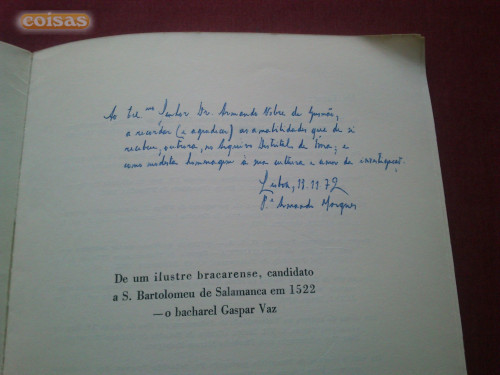 coisas
Ao Ex.mo Senhor Dr. Armando Nobre de Gusmão,
a recordar (e agradecer) as amabilidades que de si
recebeu, outrora, no Arquivo Distrital de Évora; e
como modesta homenagem à sua cultura e amor da investigação.
Lisboa, 13.11.72
P.e Armando Marques
De um ilustre bracarense, candidato
a S. Bartolomeu de Salamanca em 1522
—o bacharel Gaspar Vaz